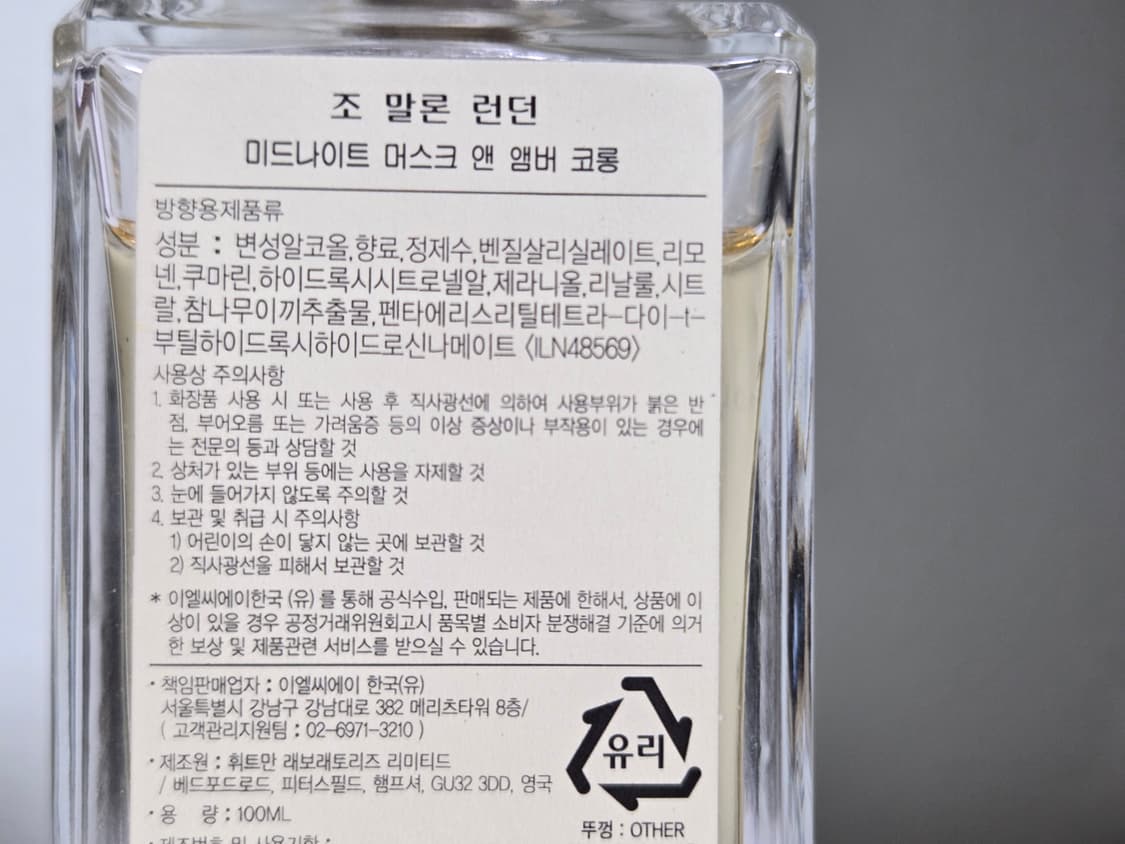 조 말론 런던
미드나이트 머스크 앤 앰버 코롱
방향용제품류
성분 : 변성알코올,향료,정제수,벤질살리실레이트,리모
넨,쿠마린,하이드록시시트로넬알,제라니올,리날룰,시트
랄,참나무이끼추출물,펜타에리스리틸테트라-다이-t-
부틸하이드록시하이드로신나메이트 <ILN48569>
사용상 주의사항
1. 화장품 사용 시 또는 사용 후 직사광선에 의하여 사용부위가 붉은 반
점, 부어오름 또는 가려움증 등의 이상 증상이나 부작용이 있는 경우에
는 전문의 등과 상담할 것
2. 상처가 있는 부위 등에는 사용을 자제할 것
3. 눈에 들어가지 않도록 주의할 것
4. 보관 및 취급 시 주의사항
1) 어린이의 손이 닿지 않는 곳에 보관할 것
2) 직사광선을 피해서 보관할 것
* 이엘씨에이한국 (유) 를 통해 공식수입, 판매되는 제품에 한해서, 상품에 이
상이 있을 경우 공정거래위원회고시 품목별 소비자 분쟁해결 기준에 의거
한 보상 및 제품관련 서비스를 받으실 수 있습니다.
· 책임판매업자 : 이엘씨에이 한국(유)
서울특별시 강남구 강남대로 382 메리츠타워 8층/
( 고객관리지원팀 : 02-6971-3210 )
· 제조원 : 휘트만 래보래토리즈 리미티드
/ 베드포드로드, 피터스필드, 햄프셔, GU32 3DD, 영국
· 용 량 : 100ML
· 제조번호 및 사용기한 :
유리
뚜껑 : OTHER